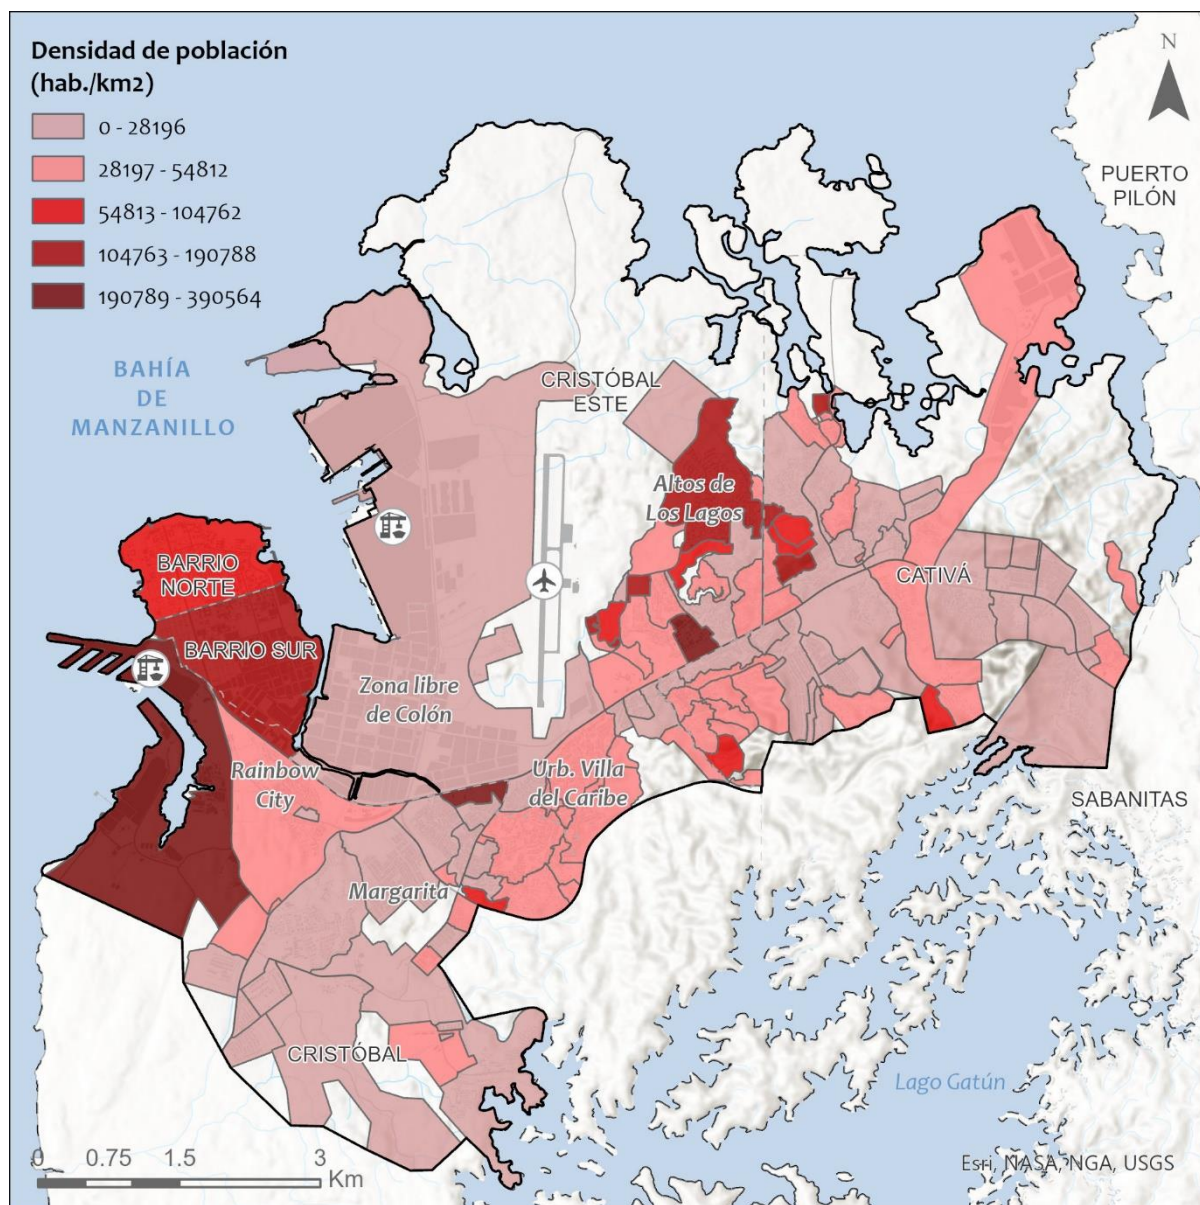 Densidad de población
(hab./km2)
0 - 28196
28197 - 54812
54813 - 104762
104763 - 190788
190789 - 390564
N
PUERTO
PILÓN
BAHÍA
DE
MANZANILLO
CRISTÓBAL
ESTE
Altos de
Los Lagos
BARRIO
NORTE
CATIVÁ
BARRIO SUR
Zona libre
de Colón
Rainbow
City
Urb. Villa
del Caribe
SABANITAS
Margarita
CRISTÓBAL
Lago Gatún
0 0.75 1.5 3
Km
Esri, NASA, NGA, USGS